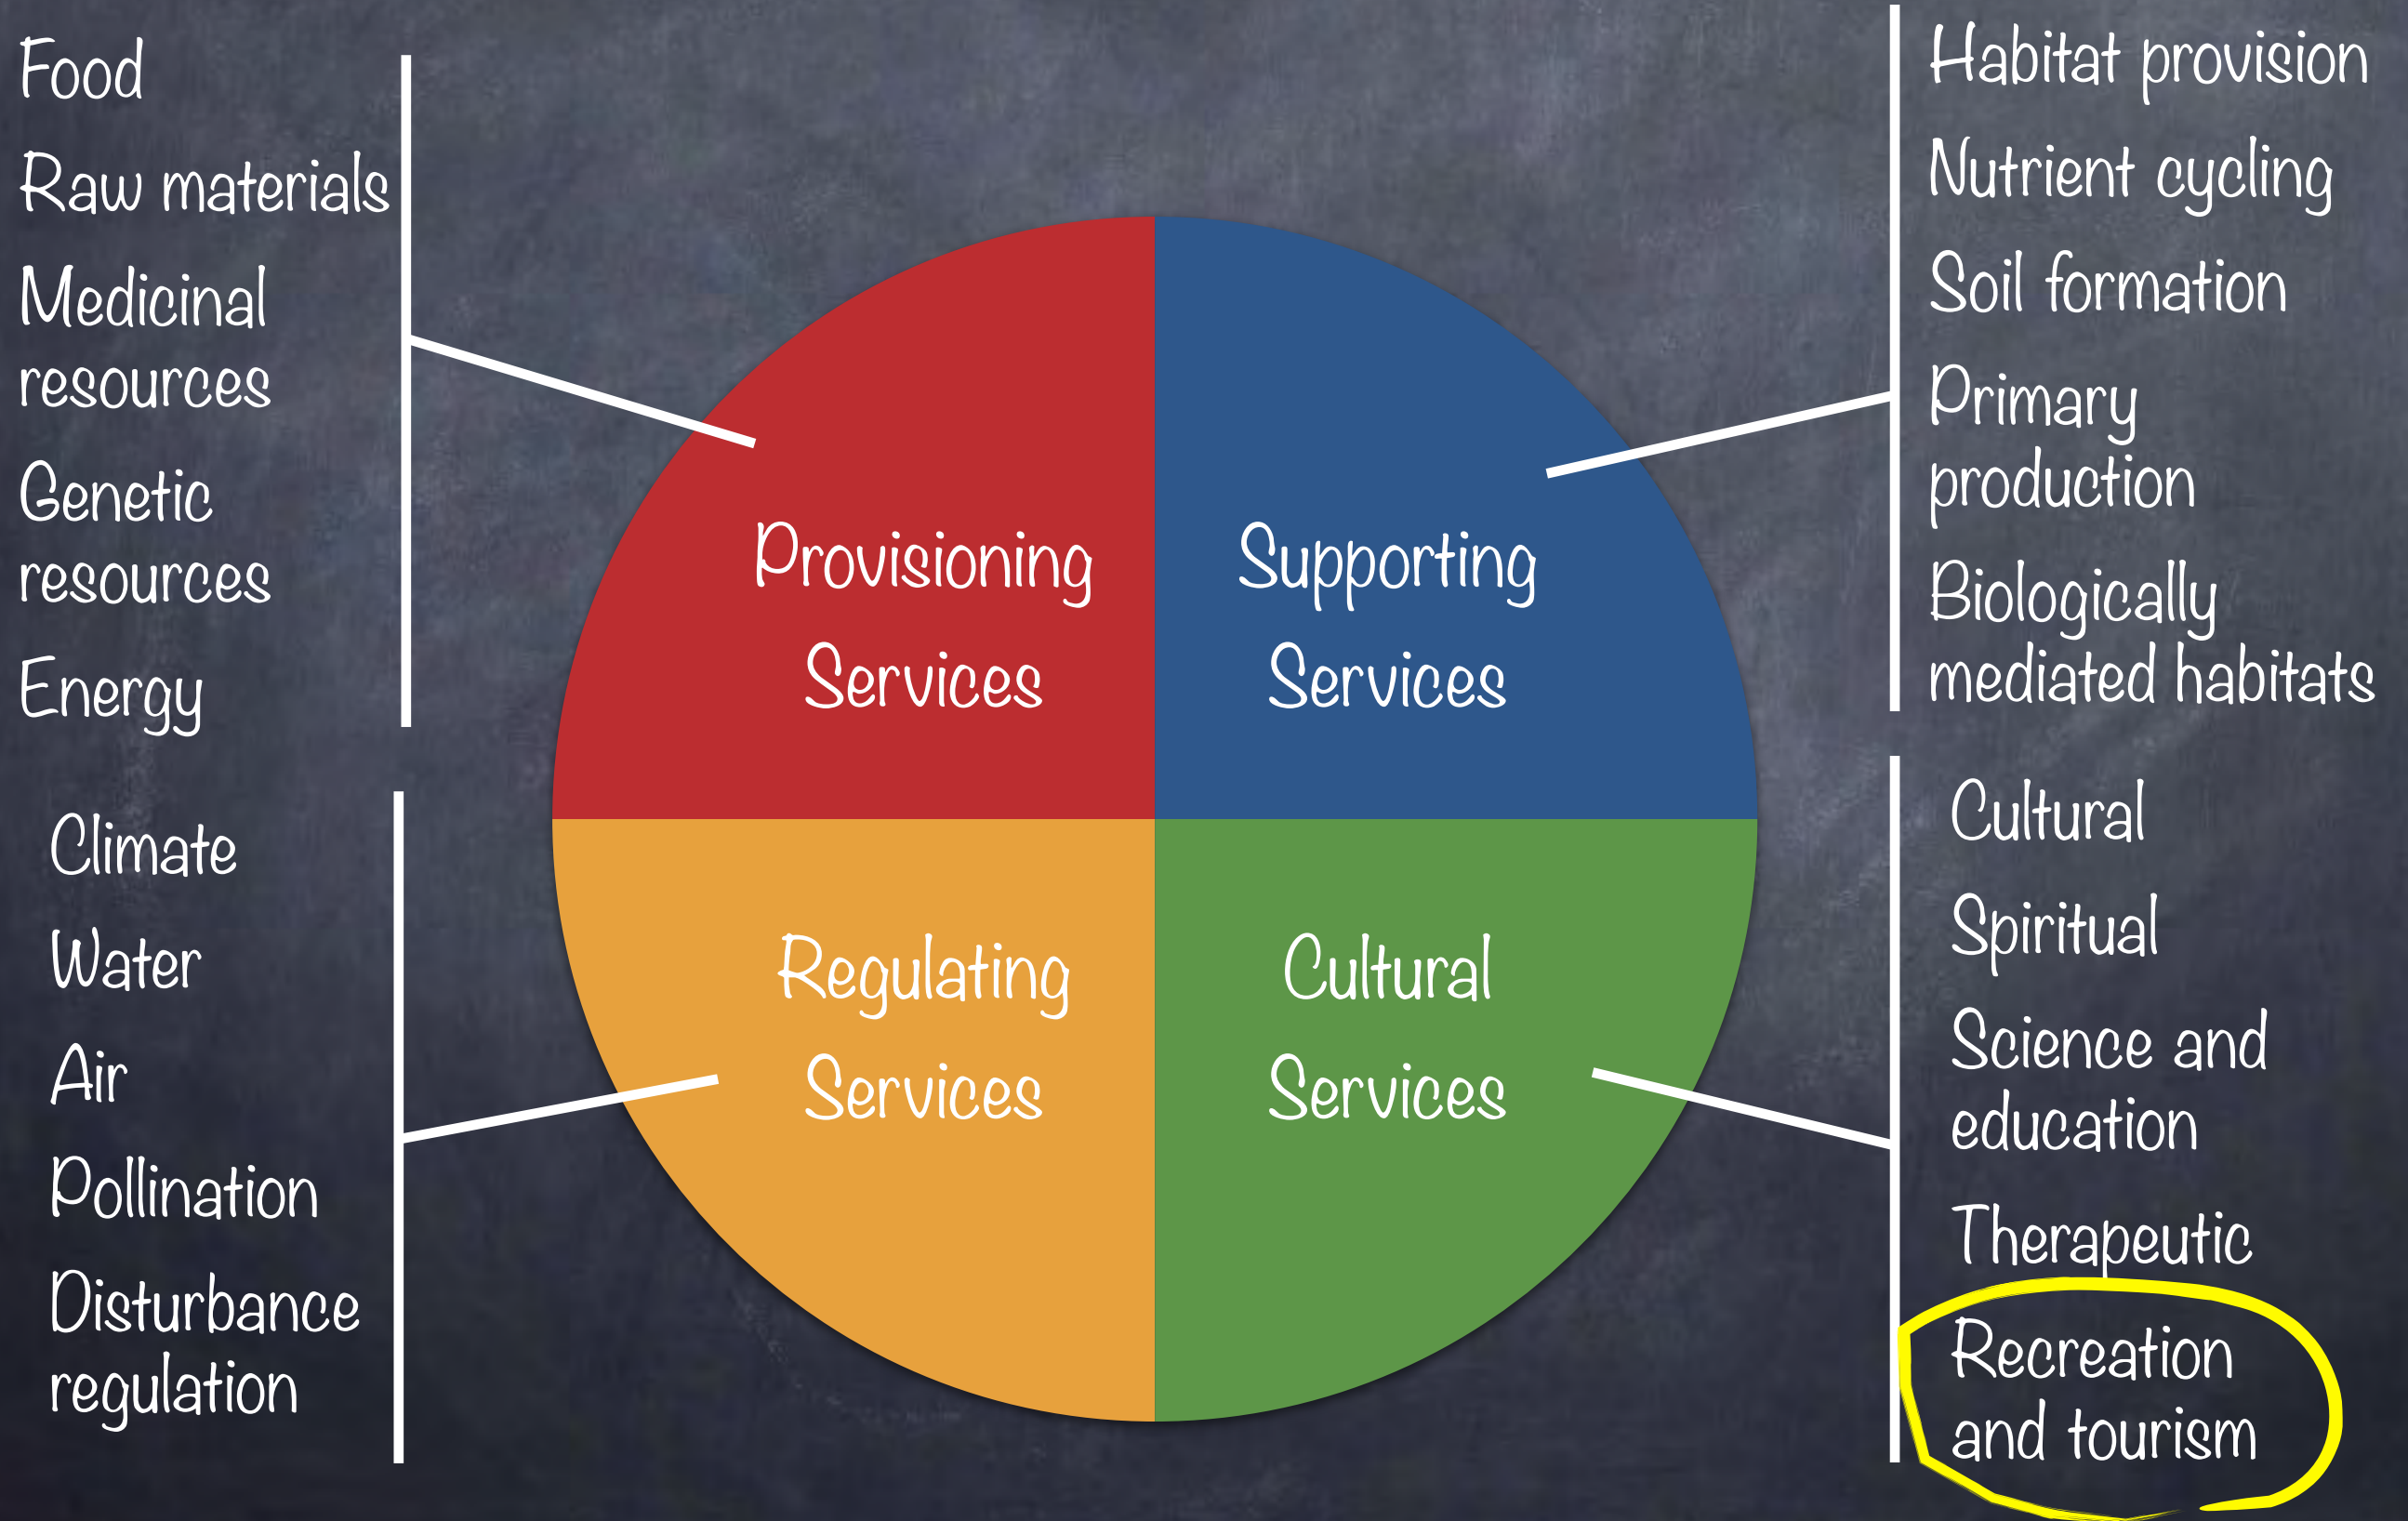 Food
Raw materials
Medicinal
resources
Genetic
resources
Energy
Climate
Water
Air
Pollination
Disturbance
regulation
Provisioning
Services
Supporting
Services
Regulating
Services
Cultural
Services
Habitat provision
Nutrient cycling
Soil formation
Primary
production
Biologically
mediated habitats
Cultural
Spiritual
Science and
education
Therapeutic
Recreation
and tourism